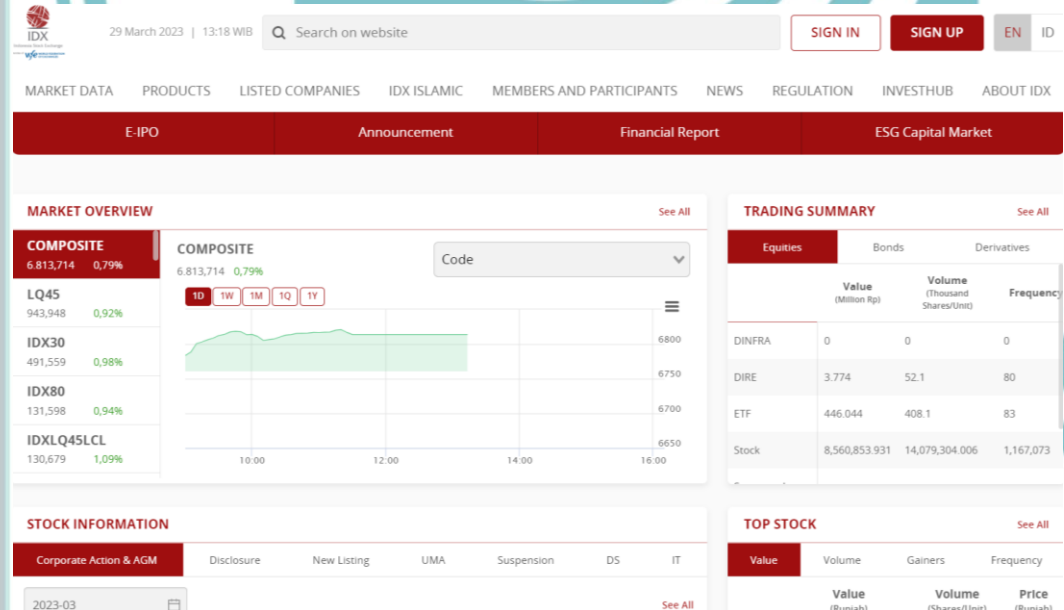 IDX
Indonesia Stock Exchange
29 March 2023 | 13:18 WIB
Search on website
SIGN IN
SIGN UP
EN
ID
MARKET DATA
PRODUCTS
LISTED COMPANIES
IDX ISLAMIC
MEMBERS AND PARTICIPANTS
NEWS
REGULATION
INVESTHUB
ABOUT IDX
E-IPO
Announcement
Financial Report
ESG Capital Market
MARKET OVERVIEW
See All
COMPOSITE
6.813,714 0,79%
LQ45
943,948 0,92%
IDX30
491,559 0,98%
IDX80
131,598 0,94%
IDXLQ45LCL
130,679 1,09%
COMPOSITE
6.813,714 0,79%
Code
1D 1W 1M 1Q 1Y
6800
6750
6700
6650
10:00 12:00 14:00 16:00
TRADING SUMMARY
See All
Equities
Bonds
Derivatives
Value
(Million Rp)
Volume
(Thousand
Shares/Unit)
Frequency
DINFRA 0 0 0
DIRE 3.774 52.1 80
ETF 446.044 408.1 83
Stock 8,560,853.931 14,079,304.006 1,167,073
STOCK INFORMATION
Corporate Action & AGM
Disclosure
New Listing
UMA
Suspension
DS
IT
2023-03
See All
TOP STOCK
See All
Value
Volume
Gainers
Frequency
Value
(Rupiah)
Volume
(Shares/Unit)
Price
(Rupiah)